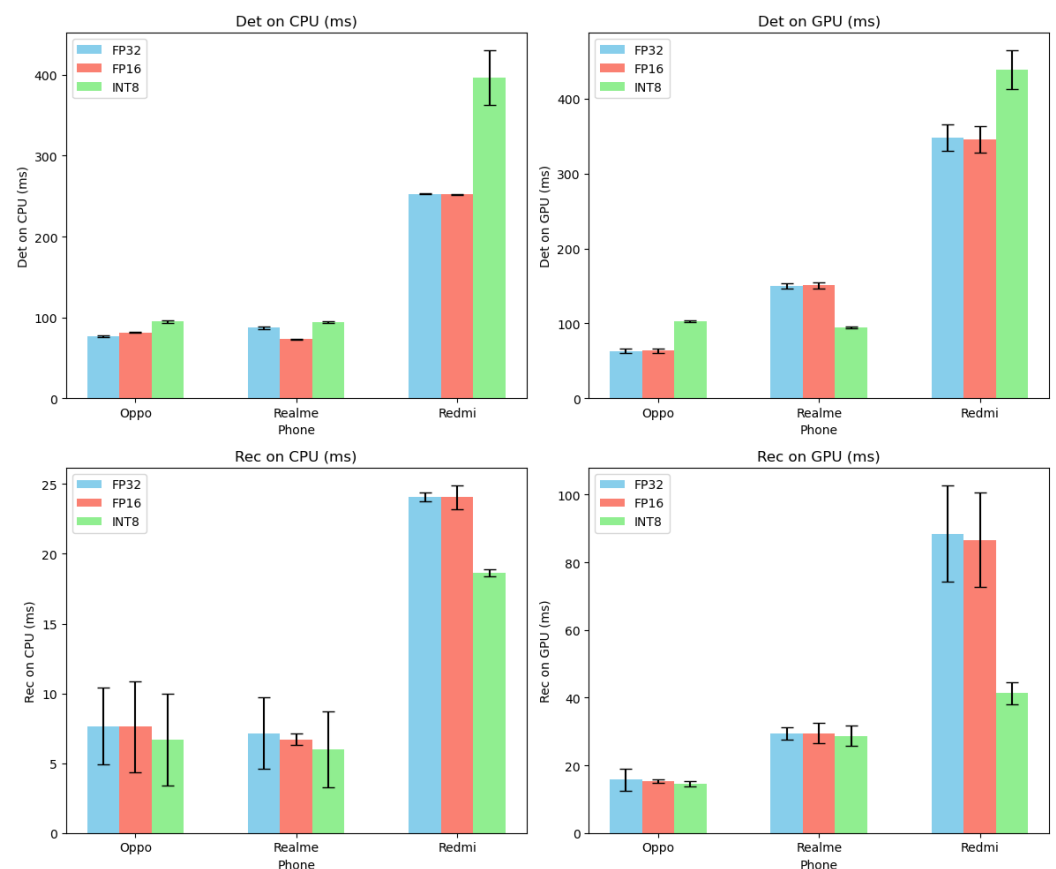 Det on CPU (ms)
FP32
FP16
INT8
400
300
200
100
0
Det on CPU (ms)
Oppo
Realme
Redmi
Phone
Det on GPU (ms)
FP32
FP16
INT8
400
300
200
100
0
Det on GPU (ms)
Oppo
Realme
Redmi
Phone
Rec on CPU (ms)
FP32
FP16
INT8
25
20
15
10
5
0
Rec on CPU (ms)
Oppo
Realme
Redmi
Phone
Rec on GPU (ms)
FP32
FP16
INT8
100
80
60
40
20
0
Rec on GPU (ms)
Oppo
Realme
Redmi
Phone